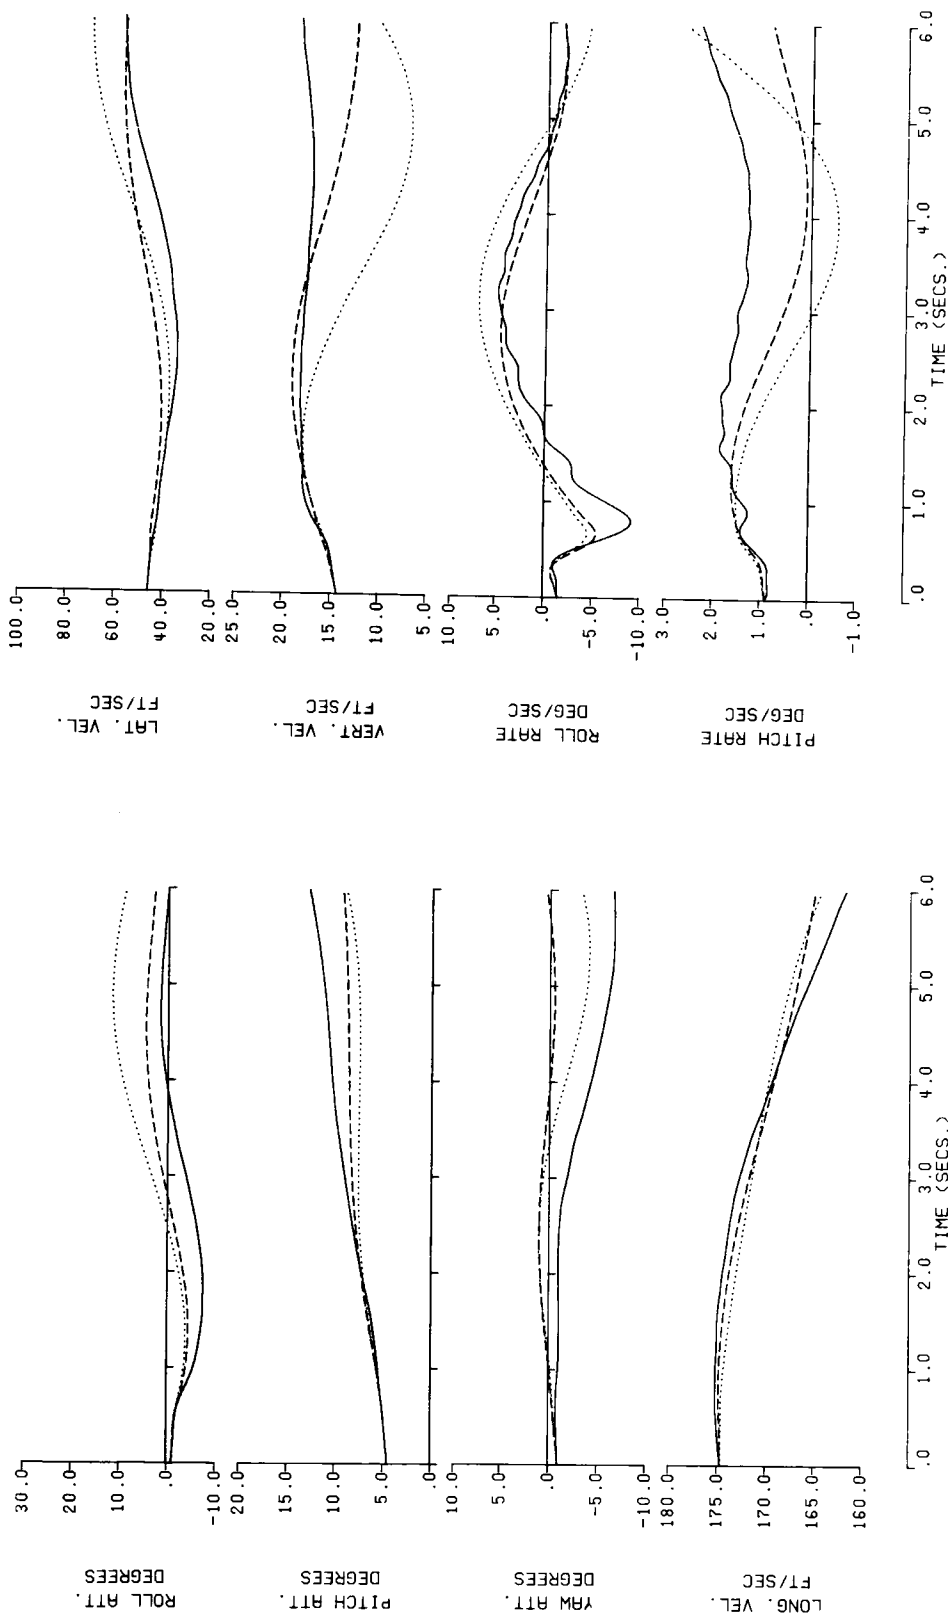 ROLL ATT.
DEGREES
30.0
20.0
10.0
.0
-10.0
PITCH ATT.
DEGREES
20.0
15.0
10.0
5.0
.0
YAW ATT.
DEGREES
10.0
5.0
.0
-5.0
-10.0
LONG. VEL.
FT/SEC
180.0
175.0
170.0
165.0
160.0
.0 1.0 2.0 3.0 4.0 5.0 6.0
TIME (SECS.)
LAT. VEL.
FT/SEC
100.0
80.0
60.0
40.0
20.0
VERT. VEL.
FT/SEC
25.0
20.0
15.0
10.0
5.0
ROLL RATE
DEG/SEC
10.0
5.0
.0
-5.0
-10.0
PITCH RATE
DEG/SEC
3.0
2.0
1.0
.0
-1.0
.0 1.0 2.0 3.0 4.0 5.0 6.0
TIME (SECS.)